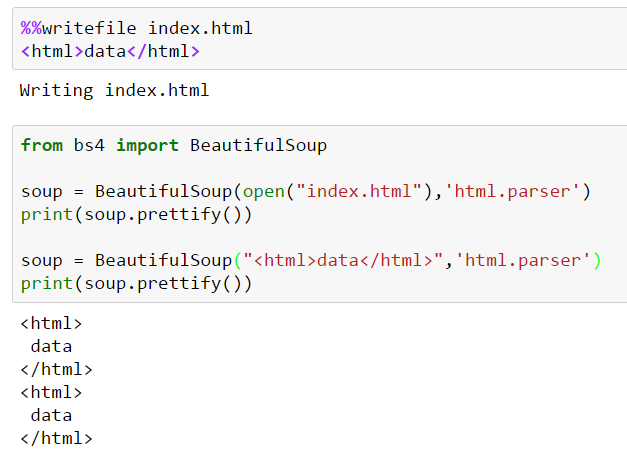 %%writefile index.html
<html>data</html>
Writing index.html
from bs4 import BeautifulSoup
soup = BeautifulSoup(open("index.html"),'html.parser')
print(soup.prettify())
soup = BeautifulSoup("<html>data</html>",'html.parser')
print(soup.prettify())
<html>
 data
</html>
<html>
 data
</html>